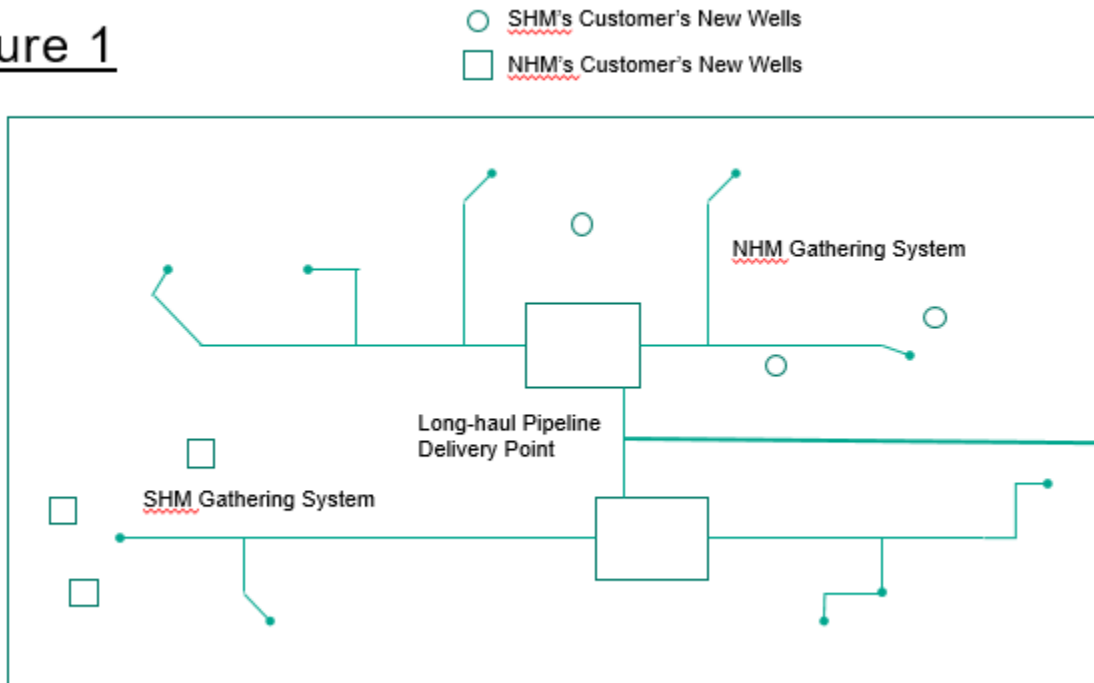 ure 1
SHM's Customer's New Wells
NHM's Customer's New Wells
NHM Gathering System
Long-haul Pipeline
Delivery Point
SHM Gathering System